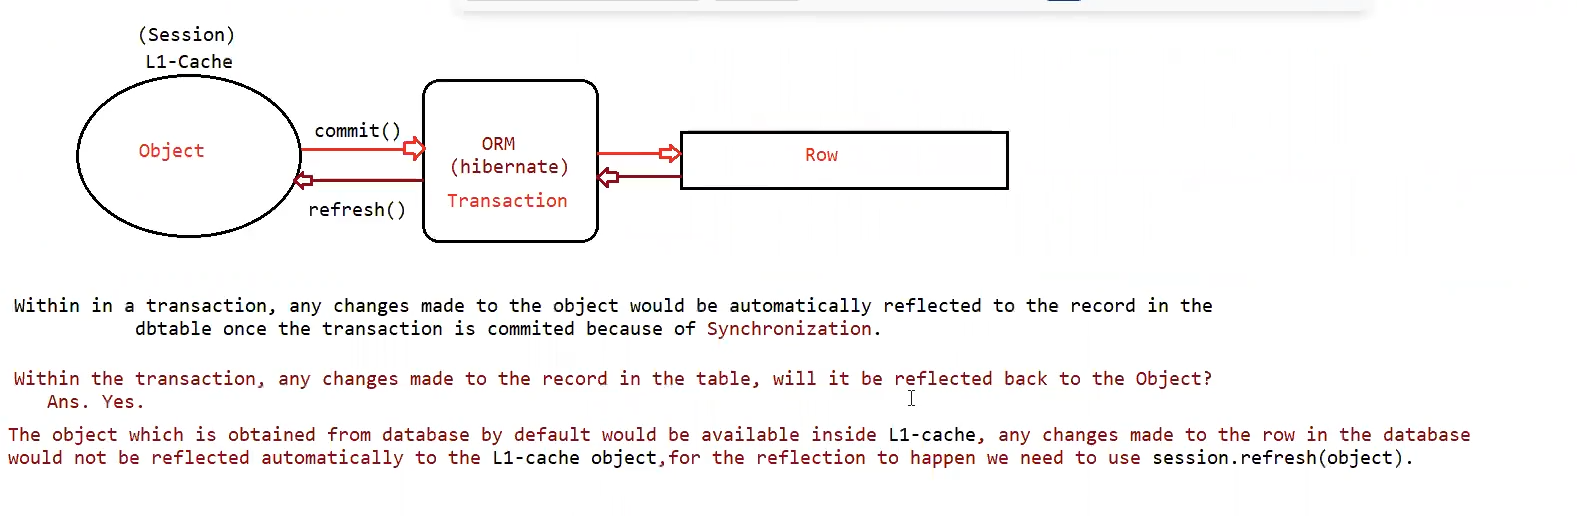 (Session)
L1-Cache
Object
commit()
refresh()
ORM
(hibernate)
Transaction
Row
Within in a transaction, any changes made to the object would be automatically reflected to the record in the
dbtable once the transaction is commited because of Synchronization.
Within the transaction, any changes made to the record in the table, will it be reflected back to the Object?
Ans. Yes.
The object which is obtained from database by default would be available inside L1-cache, any changes made to the row in the database
would not be reflected automatically to the L1-cache object,for the reflection to happen we need to use session.refresh(object).